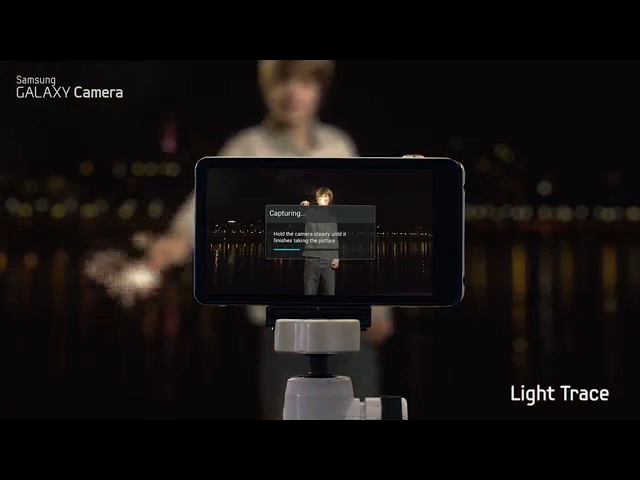 Samsung
GALAXY Camera
Capturing...
Hold the camera steady until it
finishes taking the picture
Light Trace